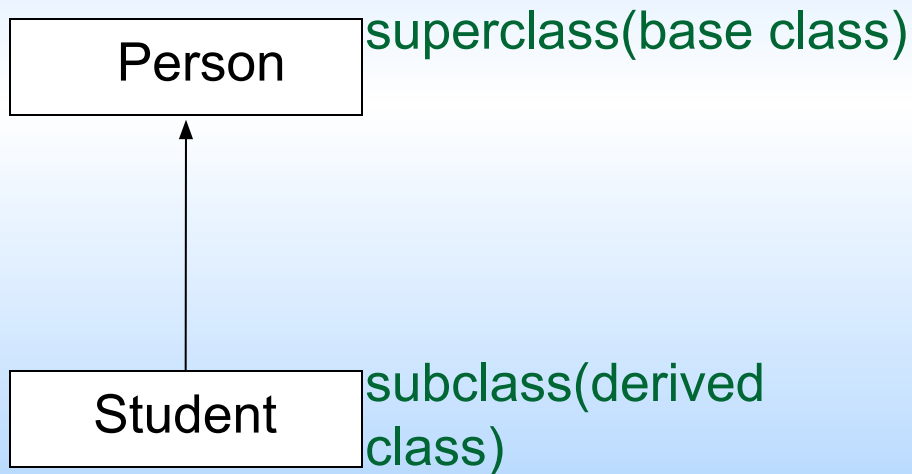 Person
superclass(base class)
Student
subclass(derived
class)